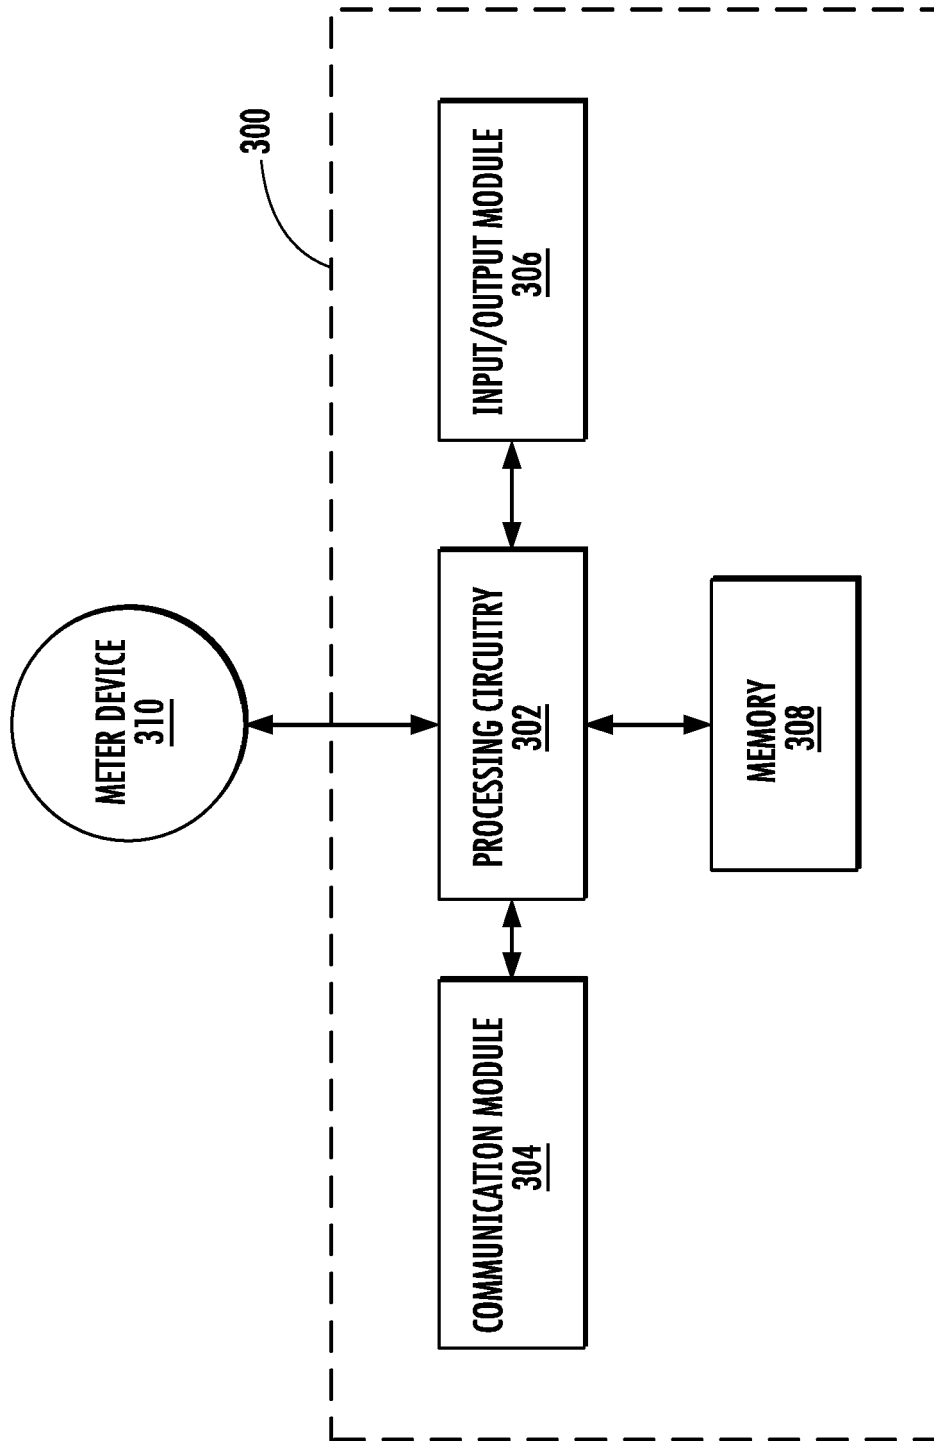 METER DEVICE
310
300
COMMUNICATION MODULE
304
PROCESSING CIRCUITRY
302
INPUT/OUTPUT MODULE
306
MEMORY
308